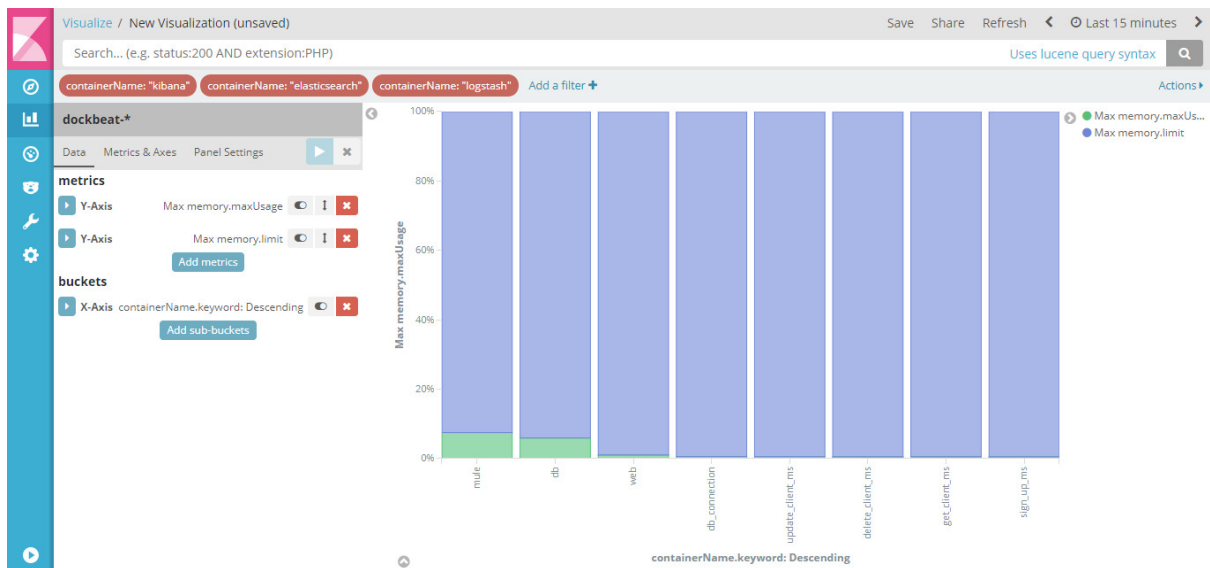 Visualize / New Visualization (unsaved)
Save Share Refresh Last 15 minutes
Search... (e.g. status:200 AND extension:PHP)
Uses lucene query syntax
containerName: "kibana" containerName: "elasticsearch" containerName: "logstash" Add a filter +
Actions
dockbeat-*
Data Metrics & Axes Panel Settings
metrics
Y-Axis Max memory.maxUsage
Y-Axis Max memory.limit
Add metrics
buckets
X-Axis containerName.keyword: Descending
Add sub-buckets
Max memory.maxUsage
100%
80%
60%
40%
20%
0%
mule
db
web
db_connection
update_client_ms
delete_client_ms
get_client_ms
sign_up_ms
containerName.keyword: Descending
Max memory.maxUs...
Max memory.limit